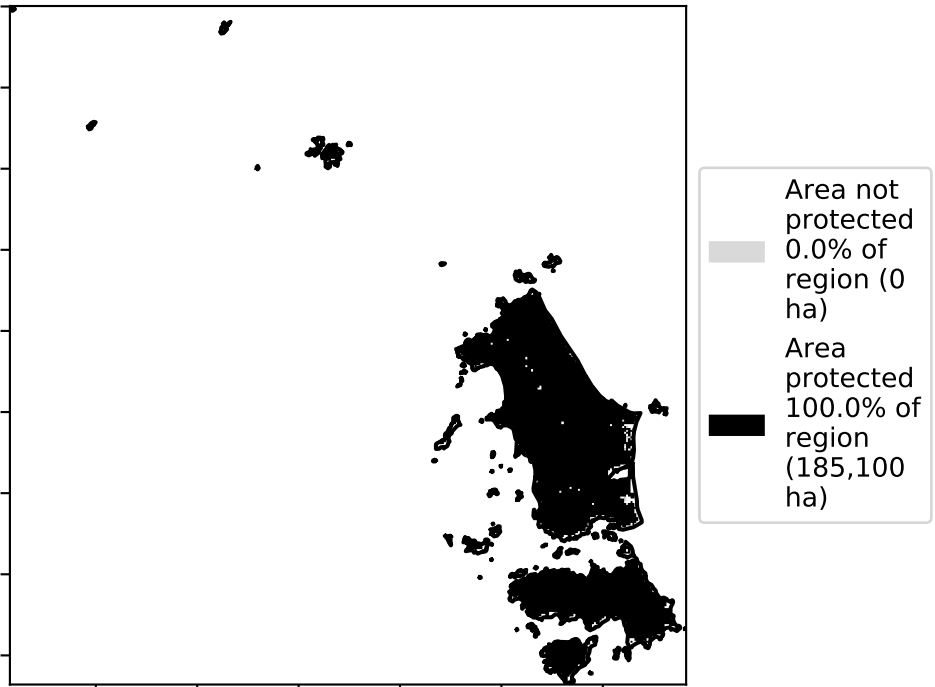 Area not
protected
0.0% of
region (0
ha)
Area
protected
100.0% of
region
(185,100
ha)